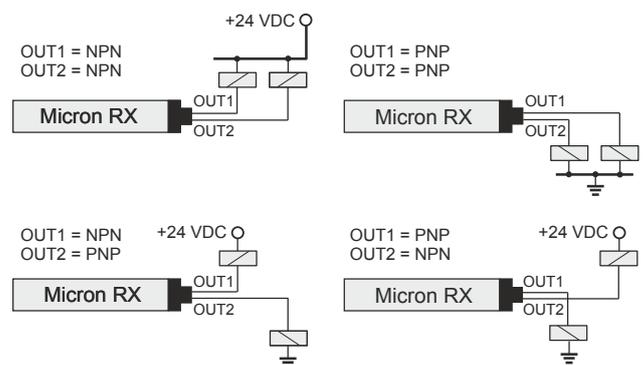 +24 VDC
OUT1 = NPN
OUT2 = NPN
OUT1
Micron RX
OUT2
OUT1 = PNP
OUT2 = PNP
OUT1
Micron RX
OUT2
OUT1 = NPN
OUT2 = PNP
+24 VDC
OUT1
Micron RX
OUT2
OUT1 = PNP
OUT2 = NPN
+24 VDC
OUT1
Micron RX
OUT2